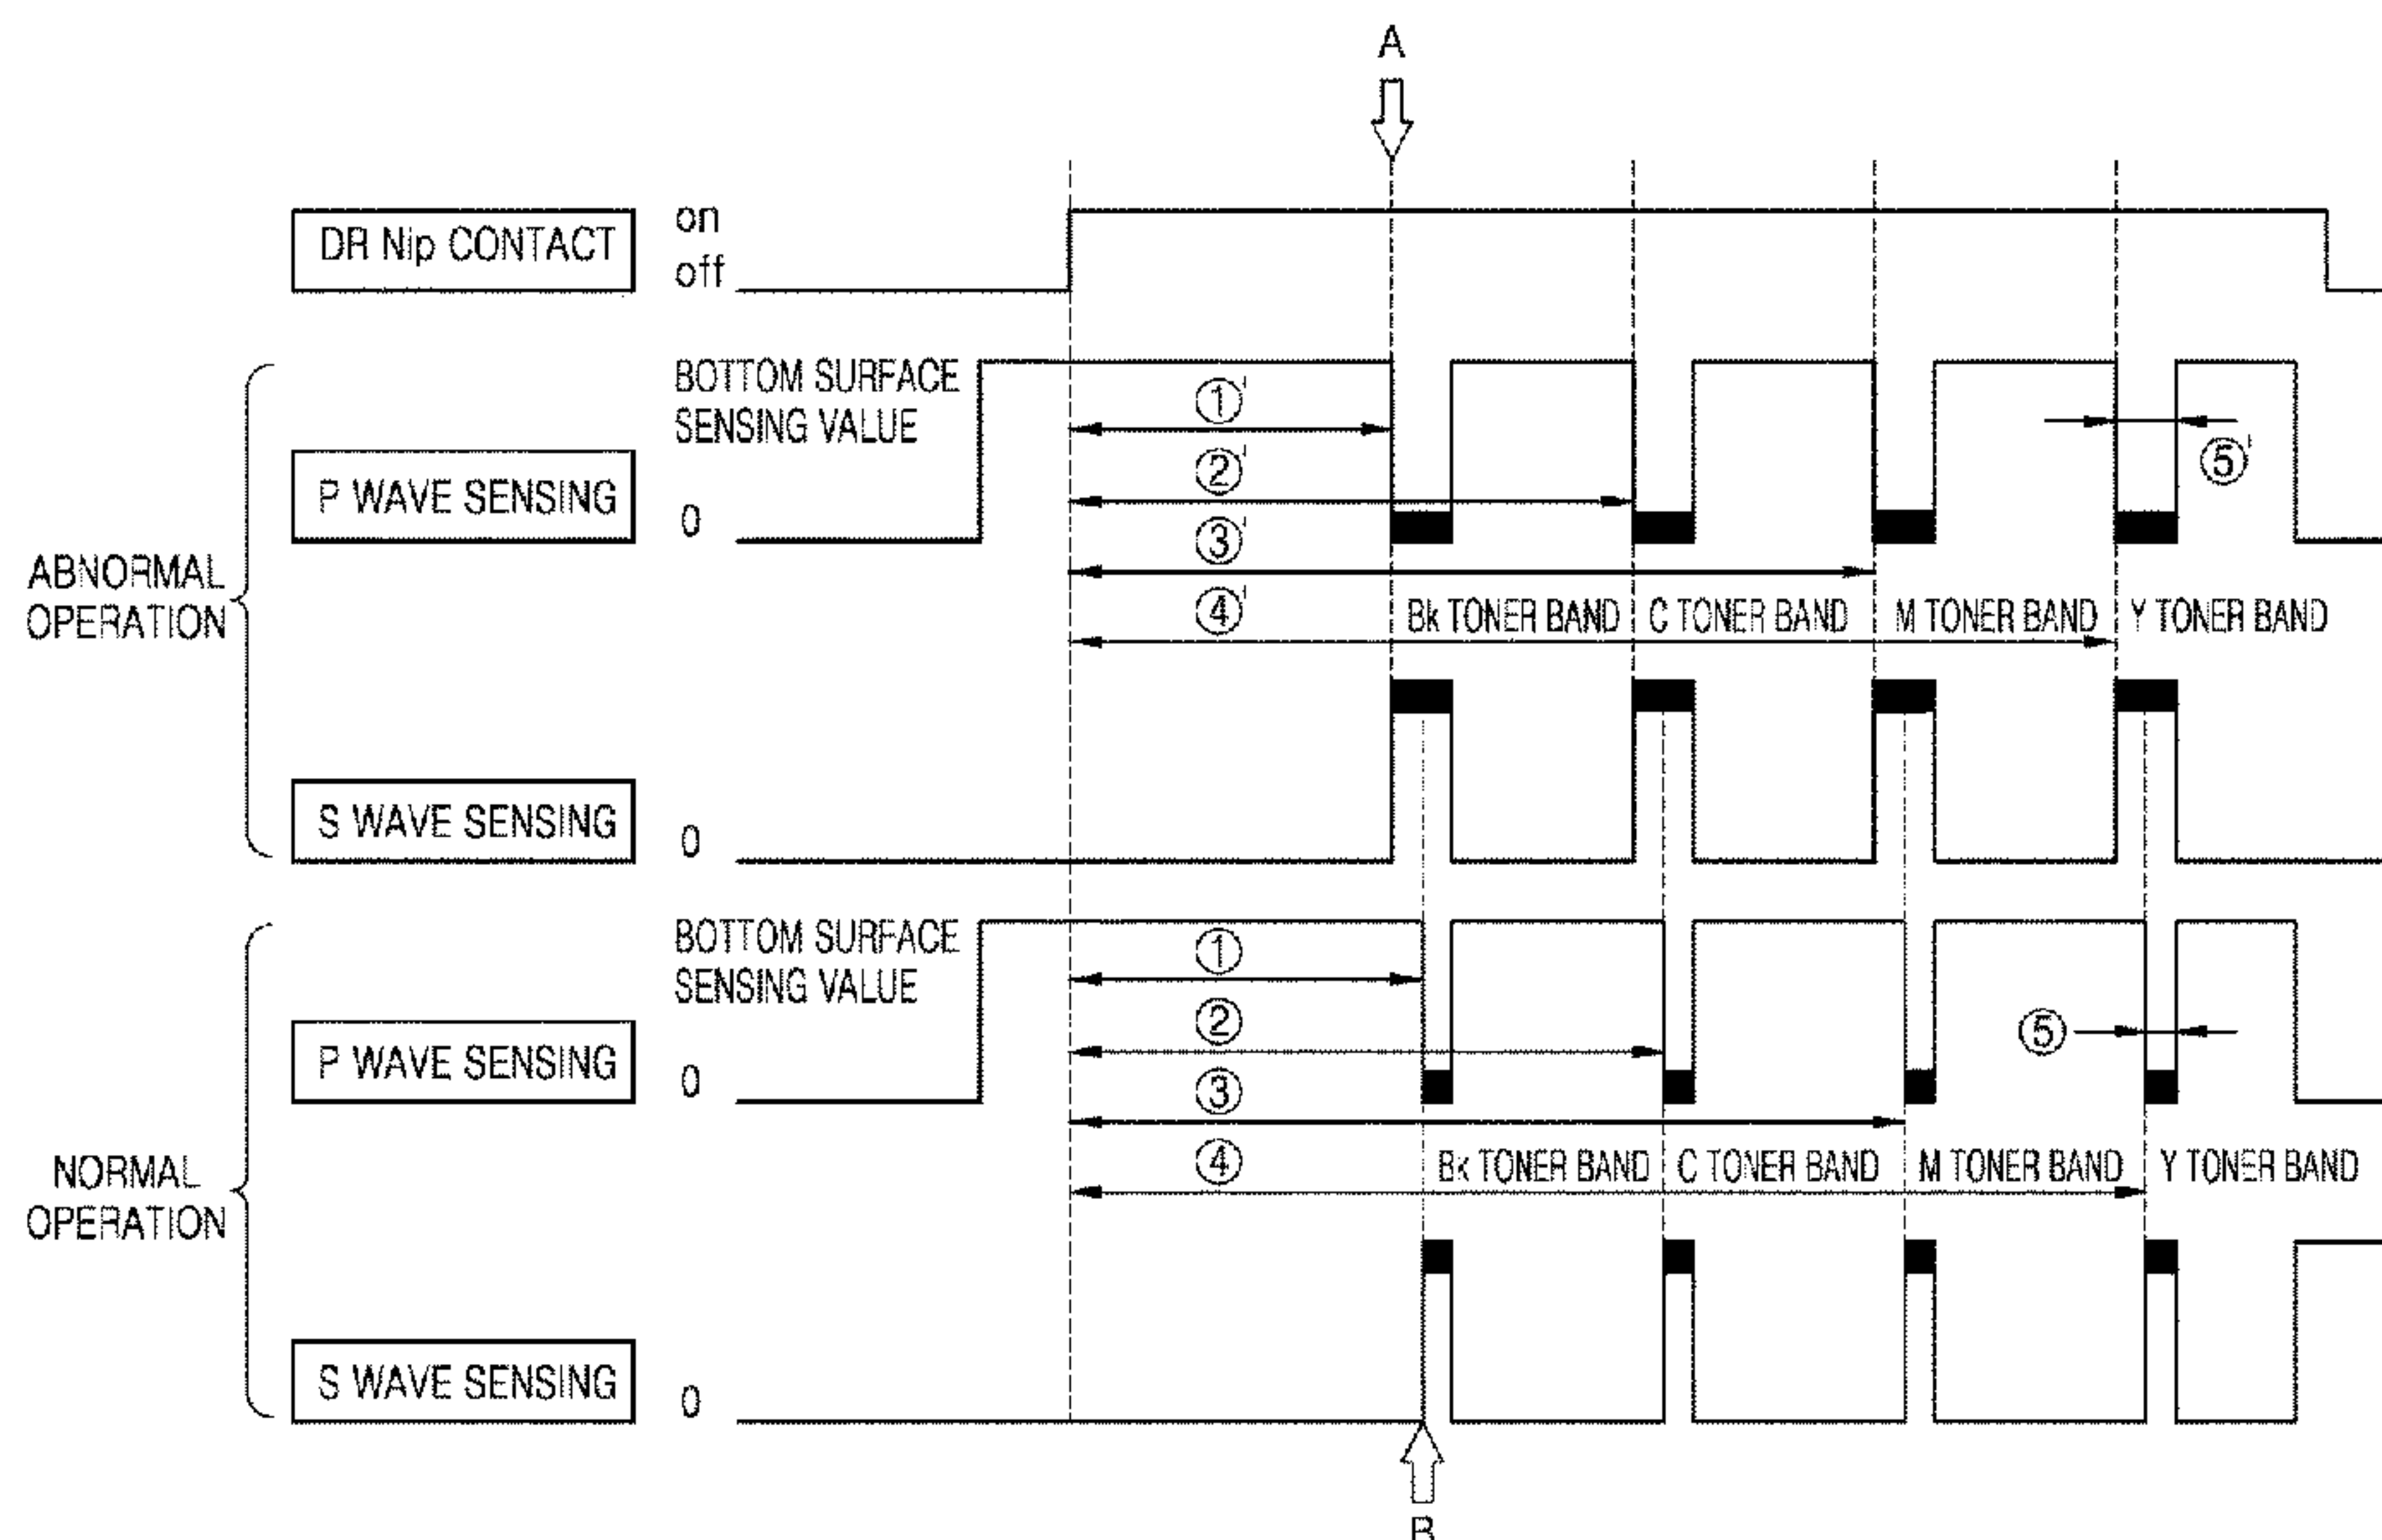 A
DR Nip CONTACT
on
off
ABNORMAL
OPERATION
BOTTOM SURFACE
SENSING VALUE
P WAVE SENSING
0
①'
②'
③'
④'
⑤'
Bk TONER BAND C TONER BAND M TONER BAND Y TONER BAND
S WAVE SENSING
0
NORMAL
OPERATION
BOTTOM SURFACE
SENSING VALUE
P WAVE SENSING
0
①
②
③
④
⑤
Bk TONER BAND C TONER BAND M TONER BAND Y TONER BAND
S WAVE SENSING
0
B